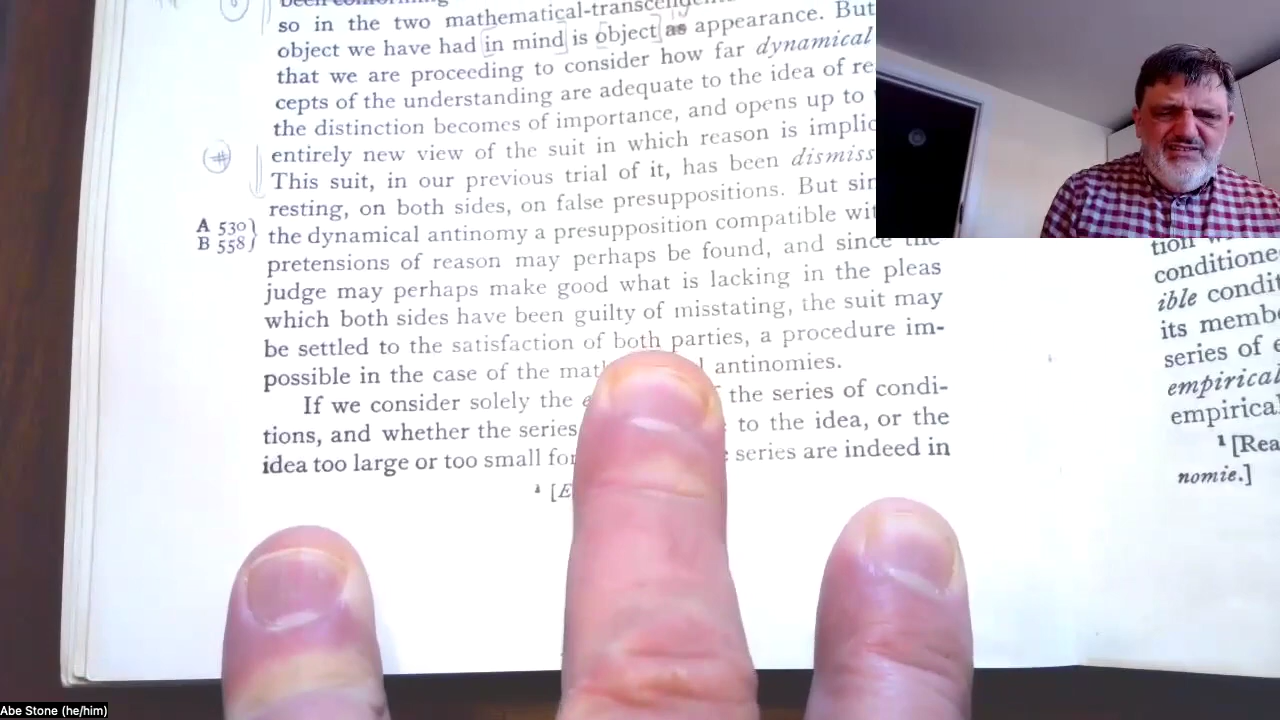 so in the two mathematical-
object we have had in mind is object as appearance. But
that we are proceeding to consider how far dynamical
cepts of the understanding are adequate to the idea of re
the distinction becomes of importance, and opens up to
entirely new view of the suit in which reason is implic
This suit, in our previous trial of it, has been dismiss
resting, on both sides, on false presuppositions. But sin
A 530
B 558
the dynamical antinomy a presupposition compatible wit
pretensions of reason may perhaps be found, and since the
judge may perhaps make good what is lacking in the pleas
which both sides have been guilty of misstating, the suit may
be settled to the satisfaction of both parties, a procedure im-
possible in the case of the mat antinomies.
If we consider solely the the series of condi-
tions, and whether the series to the idea, or the
idea too large or too small for series are indeed in
¹ [E
tion
conditione
ible condit
its membe
series of e
empirical
empirica
¹ [Rea
nomie.]
Abe Stone (he/him)